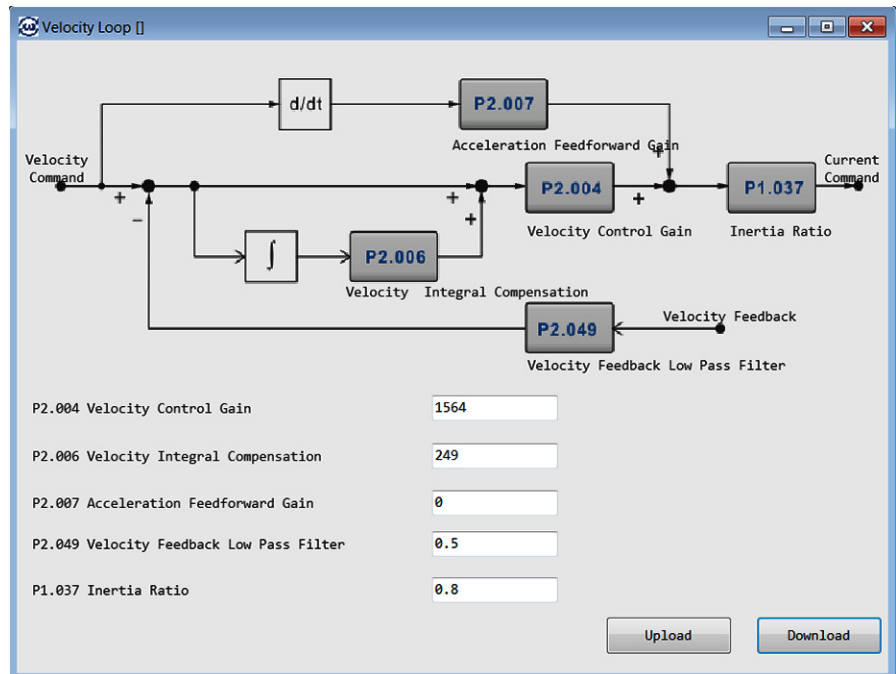 Velocity Loop []
d/dt
P2.007
Acceleration Feedforward Gain
+
Velocity
Command
Current
Command
+
+
P2.004
+
P1.037
−
+
Velocity Control Gain
Inertia Ratio
∫
P2.006
Velocity Integral Compensation
P2.049
Velocity Feedback
Velocity Feedback Low Pass Filter
P2.004 Velocity Control Gain 1564
P2.006 Velocity Integral Compensation 249
P2.007 Acceleration Feedforward Gain 0
P2.049 Velocity Feedback Low Pass Filter 0.5
P1.037 Inertia Ratio 0.8
Upload Download